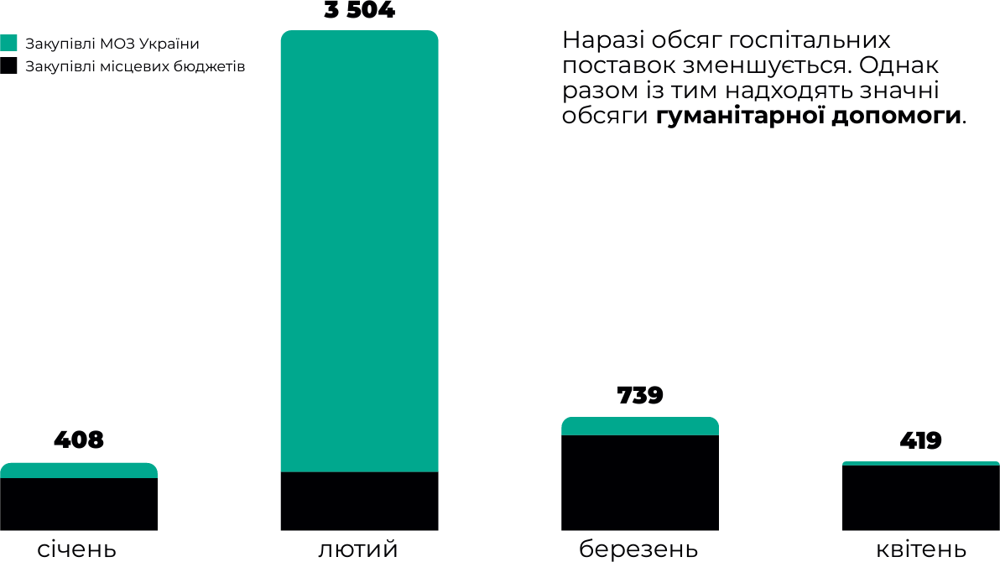 3 504
Закупівлі МОЗ України
Закупівлі місцевих бюджетів
Наразі обсяг госпітальних
поставок зменшується. Однак
разом із тим надходять значні
обсяги гуманітарної допомоги.
408
739
419
січень
лютий
березень
квітень